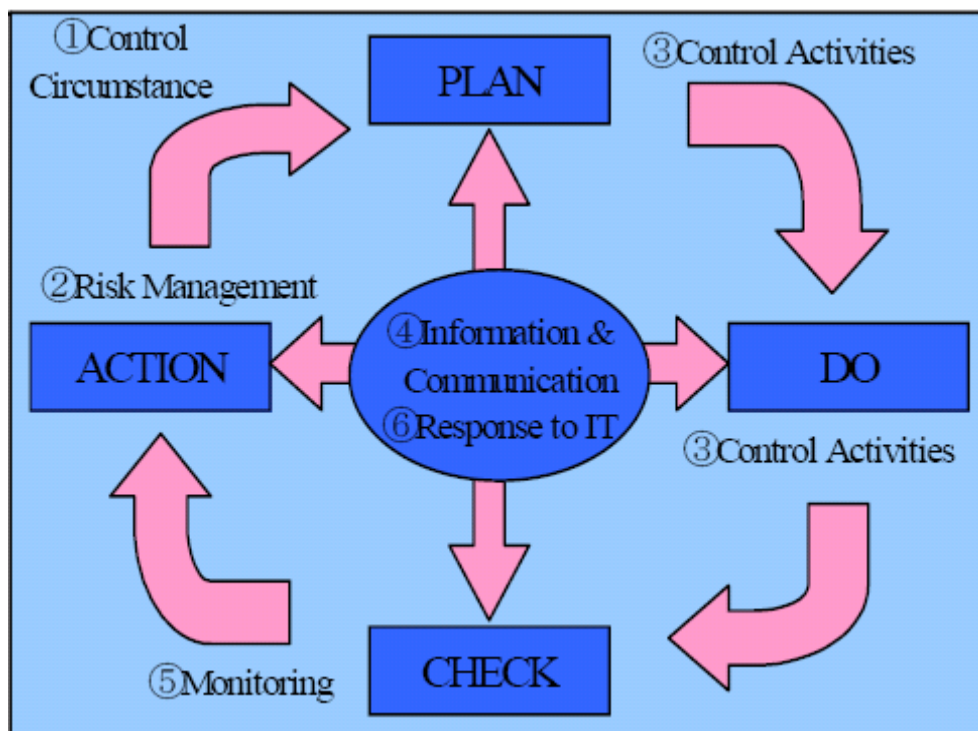 ①Control
Circumstance
PLAN
③Control Activities
②Risk Management
ACTION
④Information &
Communication
⑥Response to IT
DO
③Control Activities
⑤Monitoring
CHECK